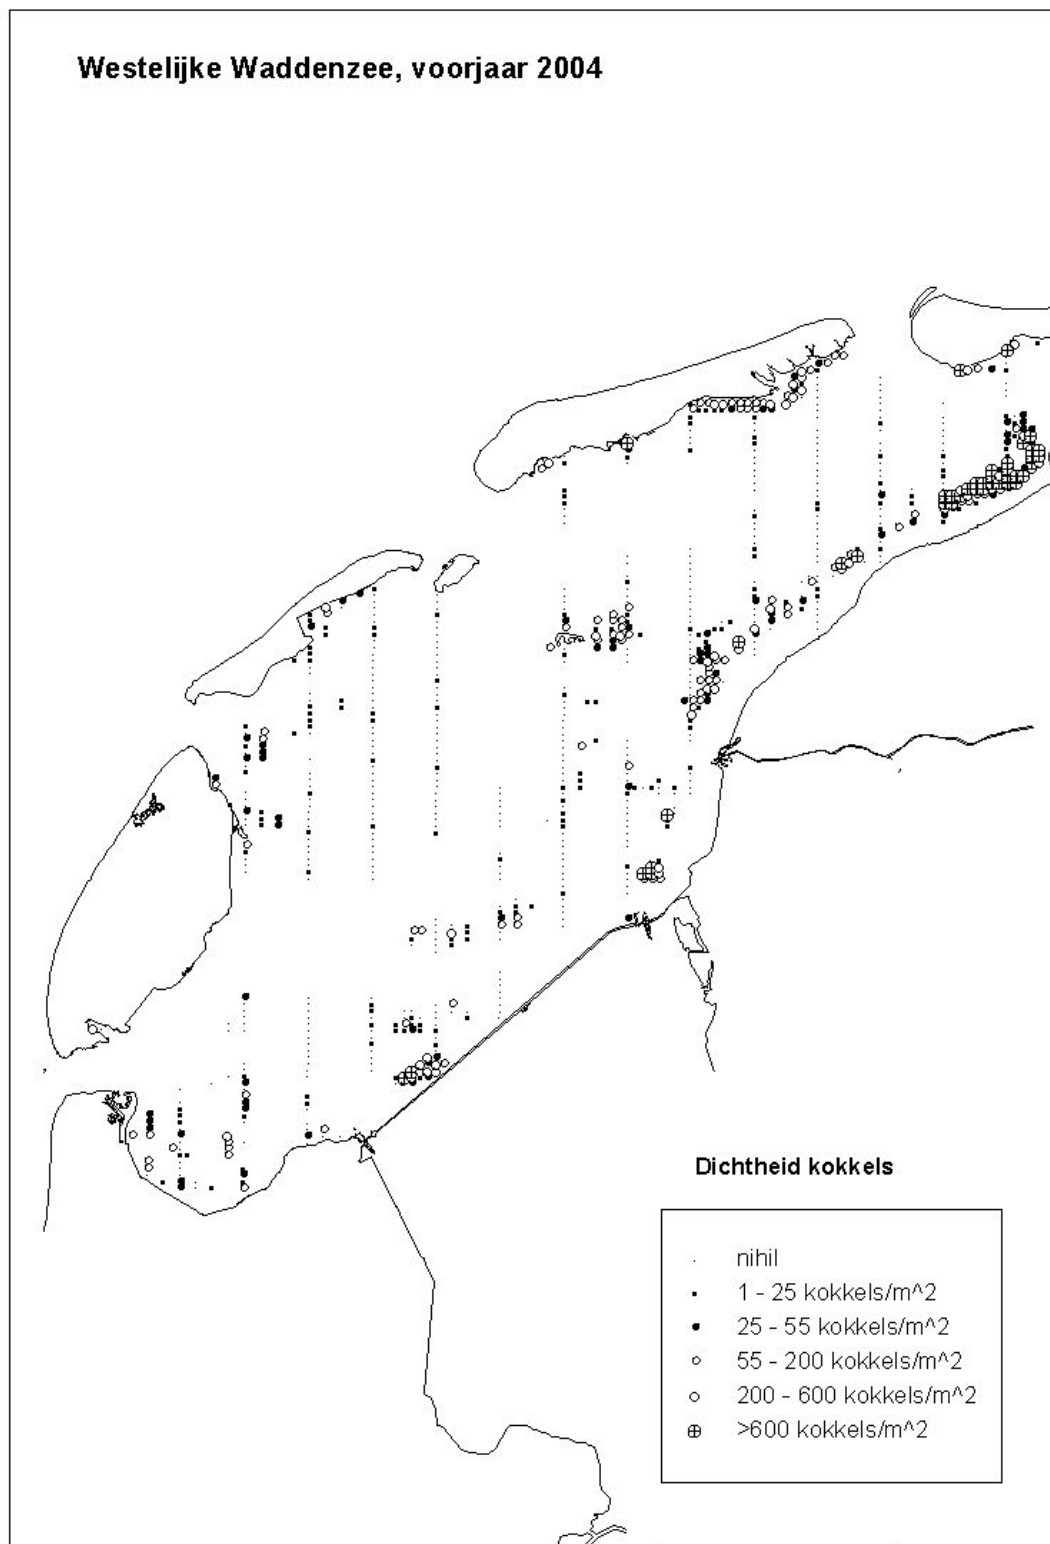 Westelijke Waddenzee, voorjaar 2004
Dichtheid kokkels
nihil
1 - 25 kokkels/m^2
25 - 55 kokkels/m^2
55 - 200 kokkels/m^2
200 - 600 kokkels/m^2
>600 kokkels/m^2